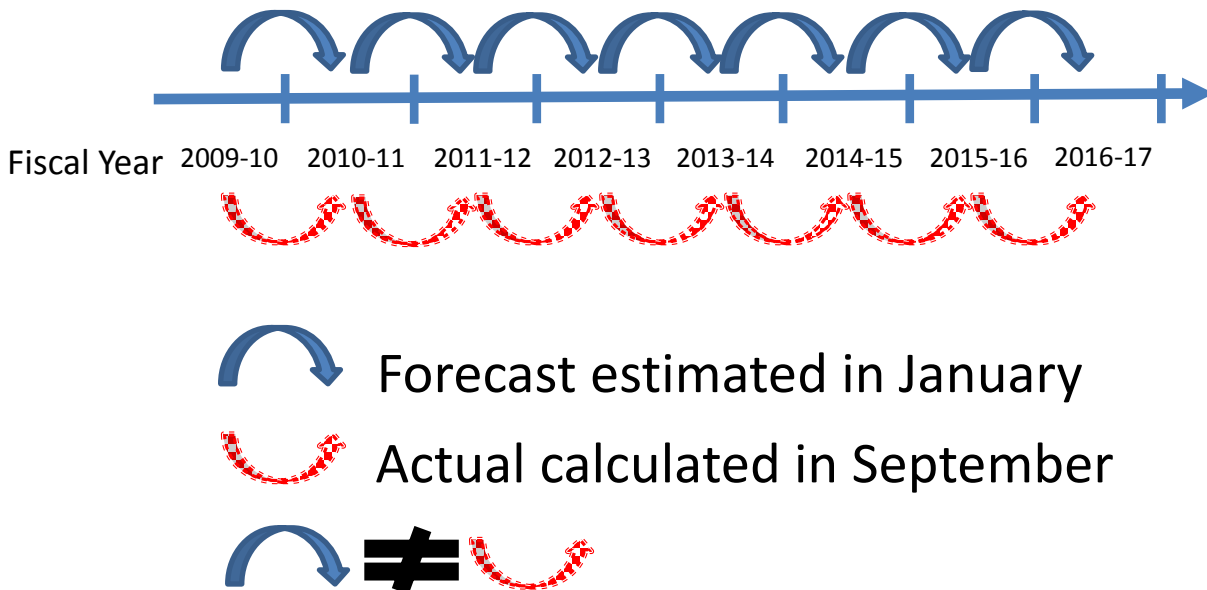 Fiscal Year 2009-10 2010-11 2011-12 2012-13 2013-14 2014-15 2015-16 2016-17
Forecast estimated in January
Actual calculated in September
≠